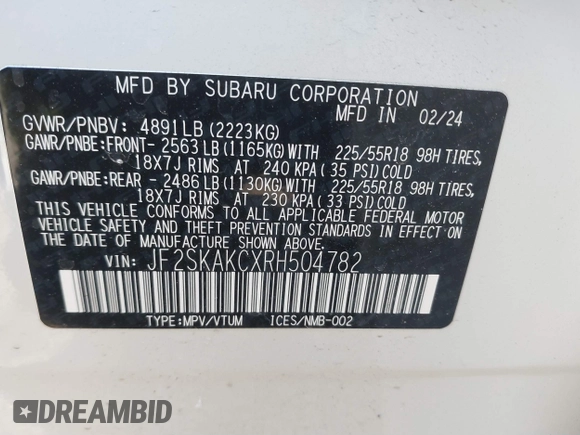 MFD BY SUBARU CORPORATION
MFD IN 02/24
GVWR/PNBV: 4891LB (2223KG)
GAWR/PNBE:FRONT- 2563 LB (1165KG) WITH 225/55R18 98H TIRES,
18X7J RIMS AT 240 KPA ( 35 PSI) COLD
GAWR/PNBE:REAR - 2486 LB (1130KG) WITH 225/55R18 98H TIRES,
18X7J RIMS AT 230 KPA ( 33 PSI) COLD
THIS VEHICLE CONFORMS TO ALL APPLICABLE FEDERAL MOTOR
VEHICLE SAFETY AND THEFT PREVENTION STANDARDS IN EFFECT
ON THE DATE OF MANUFACTURE SHOWN ABOVE.
VIN: JF2SKAKCXRH504782
TYPE:MPV/VTUM ICES/NMB-002
DREAMBID